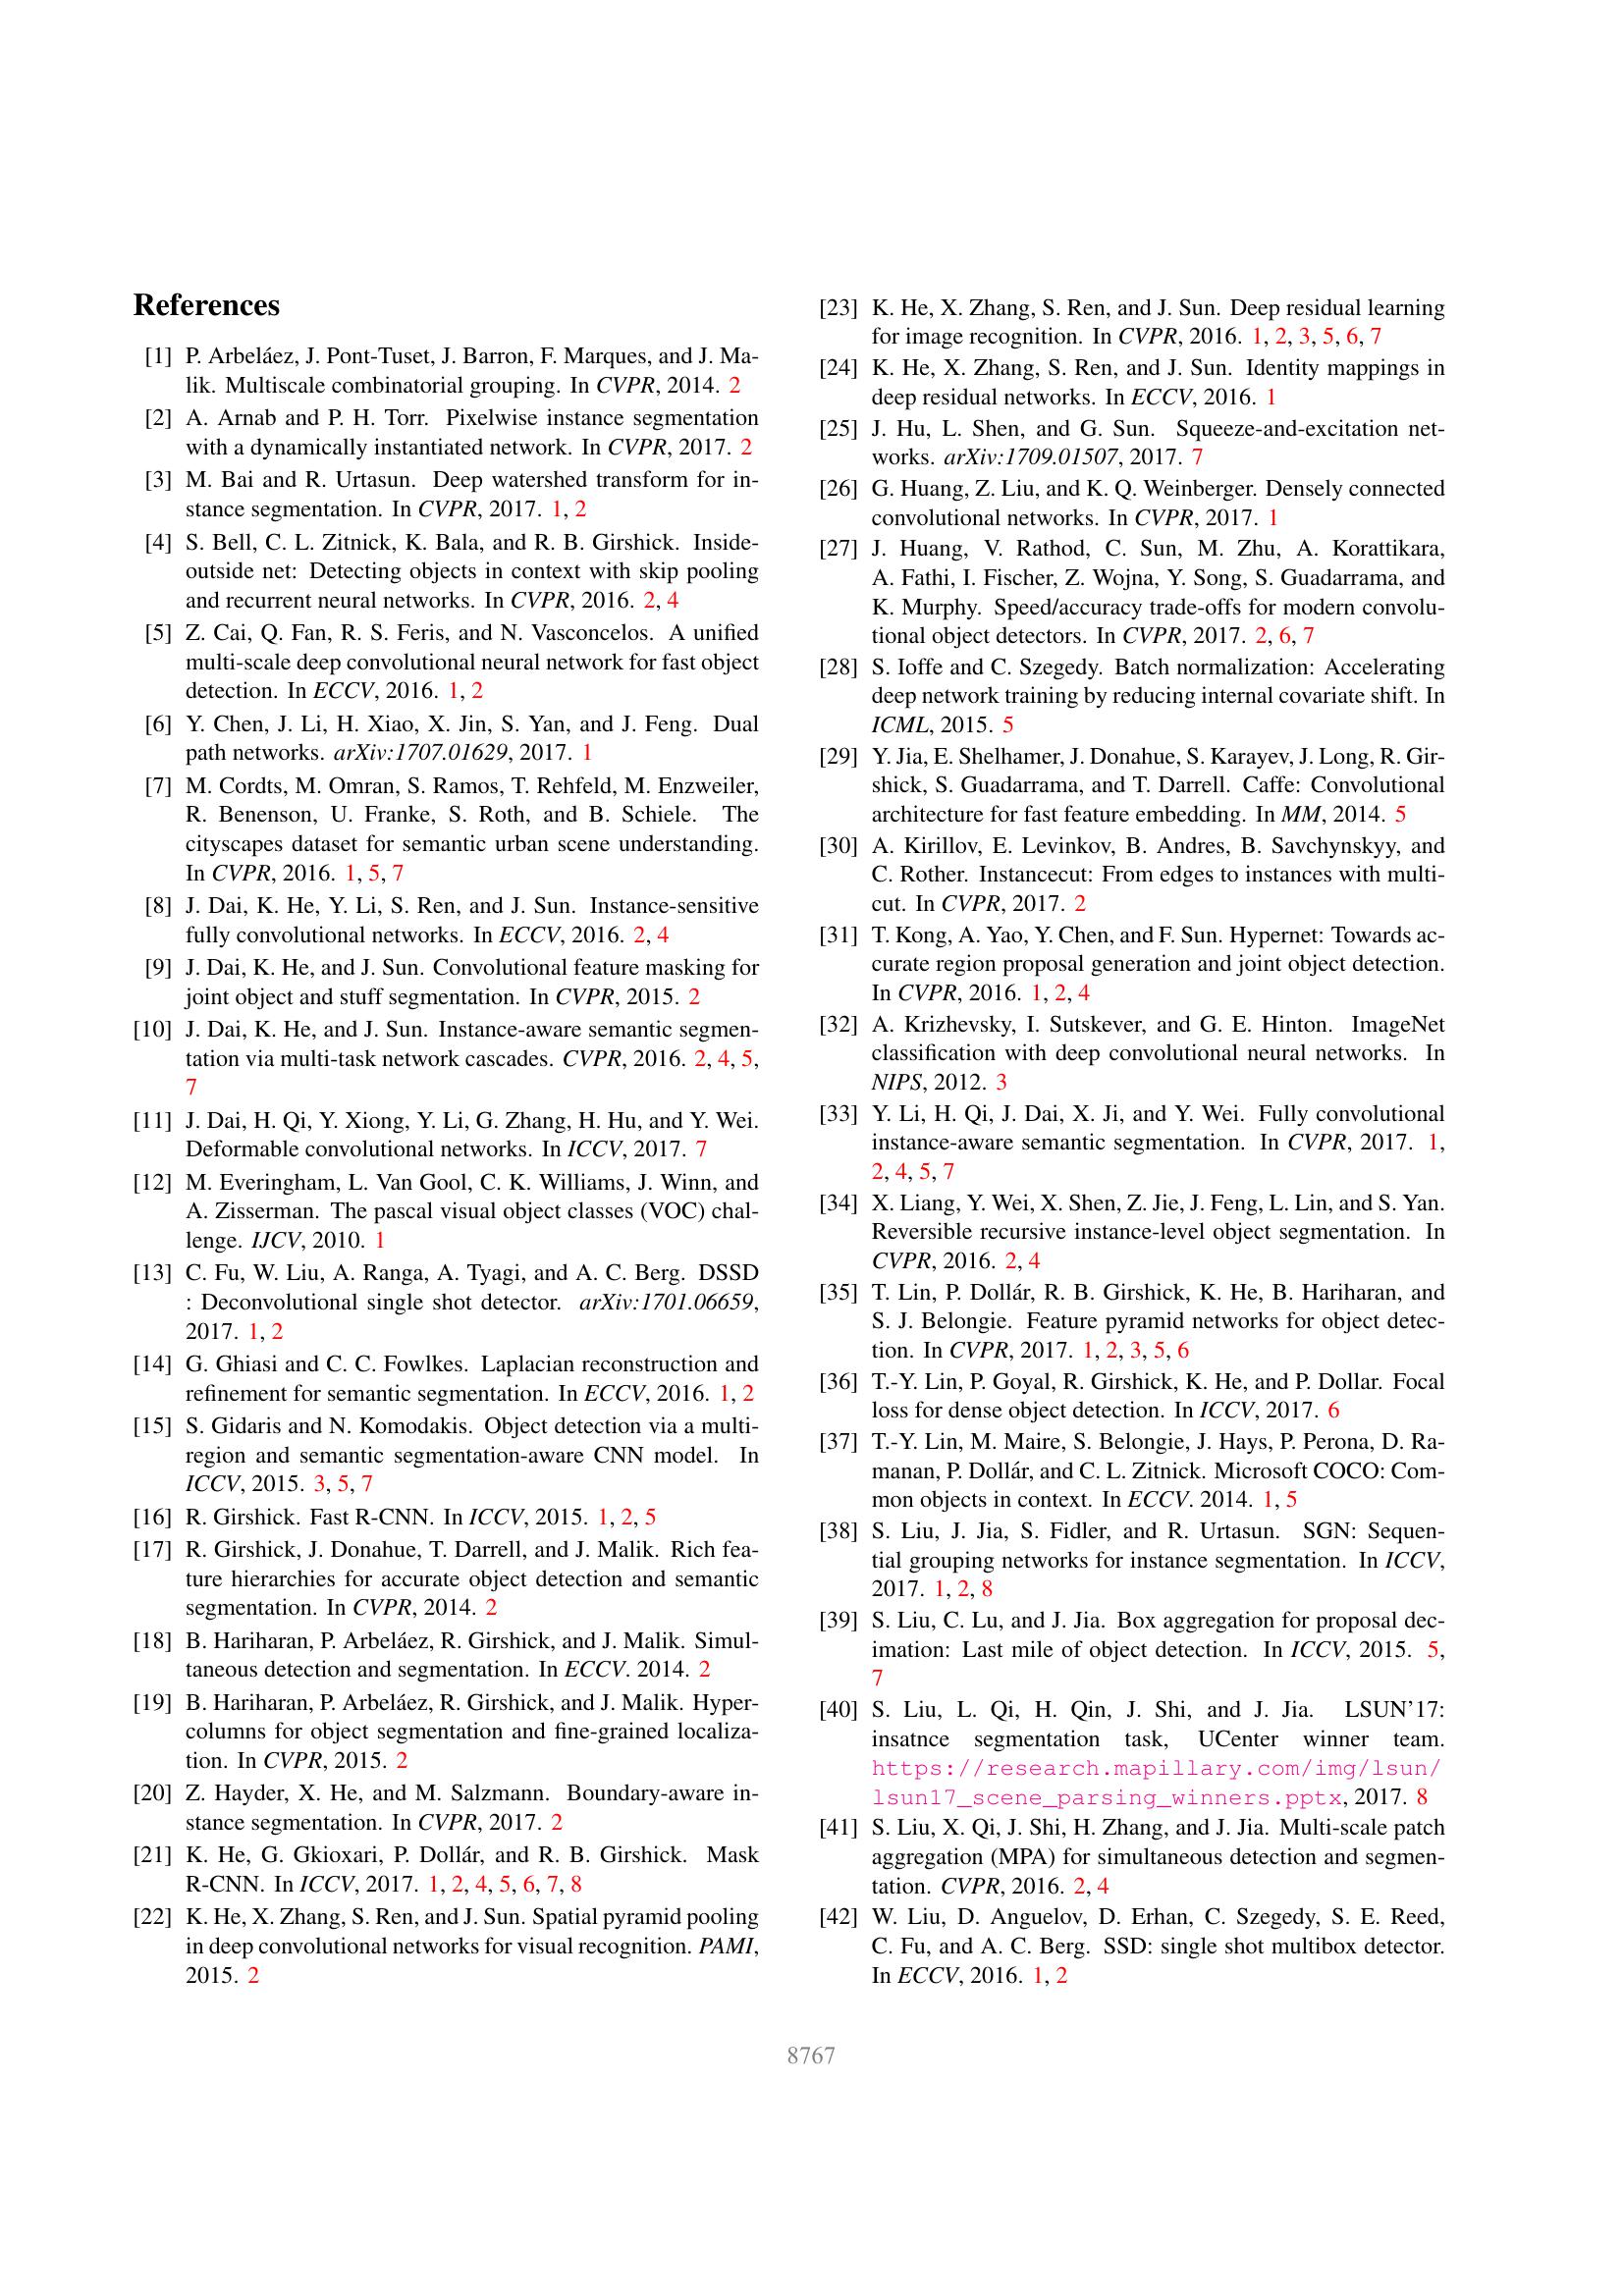 References
[1] P. Arbeláez, J. Pont-Tuset, J. Barron, F. Marques, and J. Ma-
lik. Multiscale combinatorial grouping. In CVPR, 2014. 2
[2] A. Arnab and P. H. Torr. Pixelwise instance segmentation
with a dynamically instantiated network. In CVPR, 2017. 2
[3] M. Bai and R. Urtasun. Deep watershed transform for in-
stance segmentation. In CVPR, 2017. 1, 2
[4] S. Bell, C. L. Zitnick, K. Bala, and R. B. Girshick. Inside-
outside net: Detecting objects in context with skip pooling
and recurrent neural networks. In CVPR, 2016. 2, 4
[5] Z. Cai, Q. Fan, R. S. Feris, and N. Vasconcelos. A unified
multi-scale deep convolutional neural network for fast object
detection. In ECCV, 2016. 1, 2
[6] Y. Chen, J. Li, H. Xiao, X. Jin, S. Yan, and J. Feng. Dual
path networks. arXiv:1707.01629, 2017. 1
[7] M. Cordts, M. Omran, S. Ramos, T. Rehfeld, M. Enzweiler,
R. Benenson, U. Franke, S. Roth, and B. Schiele. The
cityscapes dataset for semantic urban scene understanding.
In CVPR, 2016. 1, 5, 7
[8] J. Dai, K. He, Y. Li, S. Ren, and J. Sun. Instance-sensitive
fully convolutional networks. In ECCV, 2016. 2, 4
[9] J. Dai, K. He, and J. Sun. Convolutional feature masking for
joint object and stuff segmentation. In CVPR, 2015. 2
[10] J. Dai, K. He, and J. Sun. Instance-aware semantic segmen-
tation via multi-task network cascades. CVPR, 2016. 2, 4, 5,
7
[11] J. Dai, H. Qi, Y. Xiong, Y. Li, G. Zhang, H. Hu, and Y. Wei.
Deformable convolutional networks. In ICCV, 2017. 7
[12] M. Everingham, L. Van Gool, C. K. Williams, J. Winn, and
A. Zisserman. The pascal visual object classes (VOC) chal-
lenge. IJCV, 2010. 1
[13] C. Fu, W. Liu, A. Ranga, A. Tyagi, and A. C. Berg. DSSD
: Deconvolutional single shot detector. arXiv:1701.06659,
2017. 1, 2
[14] G. Ghiasi and C. C. Fowlkes. Laplacian reconstruction and
refinement for semantic segmentation. In ECCV, 2016. 1, 2
[15] S. Gidaris and N. Komodakis. Object detection via a multi-
region and semantic segmentation-aware CNN model. In
ICCV, 2015. 3, 5, 7
[16] R. Girshick. Fast R-CNN. In ICCV, 2015. 1, 2, 5
[17] R. Girshick, J. Donahue, T. Darrell, and J. Malik. Rich fea-
ture hierarchies for accurate object detection and semantic
segmentation. In CVPR, 2014. 2
[18] B. Hariharan, P. Arbeláez, R. Girshick, and J. Malik. Simul-
taneous detection and segmentation. In ECCV. 2014. 2
[19] B. Hariharan, P. Arbeláez, R. Girshick, and J. Malik. Hyper-
columns for object segmentation and fine-grained localiza-
tion. In CVPR, 2015. 2
[20] Z. Hayder, X. He, and M. Salzmann. Boundary-aware in-
stance segmentation. In CVPR, 2017. 2
[21] K. He, G. Gkioxari, P. Dollár, and R. B. Girshick. Mask
R-CNN. In ICCV, 2017. 1, 2, 4, 5, 6, 7, 8
[22] K. He, X. Zhang, S. Ren, and J. Sun. Spatial pyramid pooling
in deep convolutional networks for visual recognition. PAMI,
2015. 2
[23] K. He, X. Zhang, S. Ren, and J. Sun. Deep residual learning
for image recognition. In CVPR, 2016. 1, 2, 3, 5, 6, 7
[24] K. He, X. Zhang, S. Ren, and J. Sun. Identity mappings in
deep residual networks. In ECCV, 2016. 1
[25] J. Hu, L. Shen, and G. Sun. Squeeze-and-excitation net-
works. arXiv:1709.01507, 2017. 7
[26] G. Huang, Z. Liu, and K. Q. Weinberger. Densely connected
convolutional networks. In CVPR, 2017. 1
[27] J. Huang, V. Rathod, C. Sun, M. Zhu, A. Korattikara,
A. Fathi, I. Fischer, Z. Wojna, Y. Song, S. Guadarrama, and
K. Murphy. Speed/accuracy trade-offs for modern convolu-
tional object detectors. In CVPR, 2017. 2, 6, 7
[28] S. Ioffe and C. Szegedy. Batch normalization: Accelerating
deep network training by reducing internal covariate shift. In
ICML, 2015. 5
[29] Y. Jia, E. Shelhamer, J. Donahue, S. Karayev, J. Long, R. Gir-
shick, S. Guadarrama, and T. Darrell. Caffe: Convolutional
architecture for fast feature embedding. In MM, 2014. 5
[30] A. Kirillov, E. Levinkov, B. Andres, B. Savchynskyy, and
C. Rother. Instancecut: From edges to instances with multi-
cut. In CVPR, 2017. 2
[31] T. Kong, A. Yao, Y. Chen, and F. Sun. Hypernet: Towards ac-
curate region proposal generation and joint object detection.
In CVPR, 2016. 1, 2, 4
[32] A. Krizhevsky, I. Sutskever, and G. E. Hinton. ImageNet
classification with deep convolutional neural networks. In
NIPS, 2012. 3
[33] Y. Li, H. Qi, J. Dai, X. Ji, and Y. Wei. Fully convolutional
instance-aware semantic segmentation. In CVPR, 2017. 1,
2, 4, 5, 7
[34] X. Liang, Y. Wei, X. Shen, Z. Jie, J. Feng, L. Lin, and S. Yan.
Reversible recursive instance-level object segmentation. In
CVPR, 2016. 2, 4
[35] T. Lin, P. Dollár, R. B. Girshick, K. He, B. Hariharan, and
S. J. Belongie. Feature pyramid networks for object detec-
tion. In CVPR, 2017. 1, 2, 3, 5, 6
[36] T.-Y. Lin, P. Goyal, R. Girshick, K. He, and P. Dollar. Focal
loss for dense object detection. In ICCV, 2017. 6
[37] T.-Y. Lin, M. Maire, S. Belongie, J. Hays, P. Perona, D. Ra-
manan, P. Dollár, and C. L. Zitnick. Microsoft COCO: Com-
mon objects in context. In ECCV. 2014. 1, 5
[38] S. Liu, J. Jia, S. Fidler, and R. Urtasun. SGN: Sequen-
tial grouping networks for instance segmentation. In ICCV,
2017. 1, 2, 8
[39] S. Liu, C. Lu, and J. Jia. Box aggregation for proposal dec-
imation: Last mile of object detection. In ICCV, 2015. 5,
7
[40] S. Liu, L. Qi, H. Qin, J. Shi, and J. Jia. LSUN'17:
insatnce segmentation task, UCenter winner team.
https://research.mapillary.com/img/lsun/
lsun17_scene_parsing_winners.pptx, 2017. 8
[41] S. Liu, X. Qi, J. Shi, H. Zhang, and J. Jia. Multi-scale patch
aggregation (MPA) for simultaneous detection and segmen-
tation. CVPR, 2016. 2, 4
[42] W. Liu, D. Anguelov, D. Erhan, C. Szegedy, S. E. Reed,
C. Fu, and A. C. Berg. SSD: single shot multibox detector.
In ECCV, 2016. 1, 2
8767